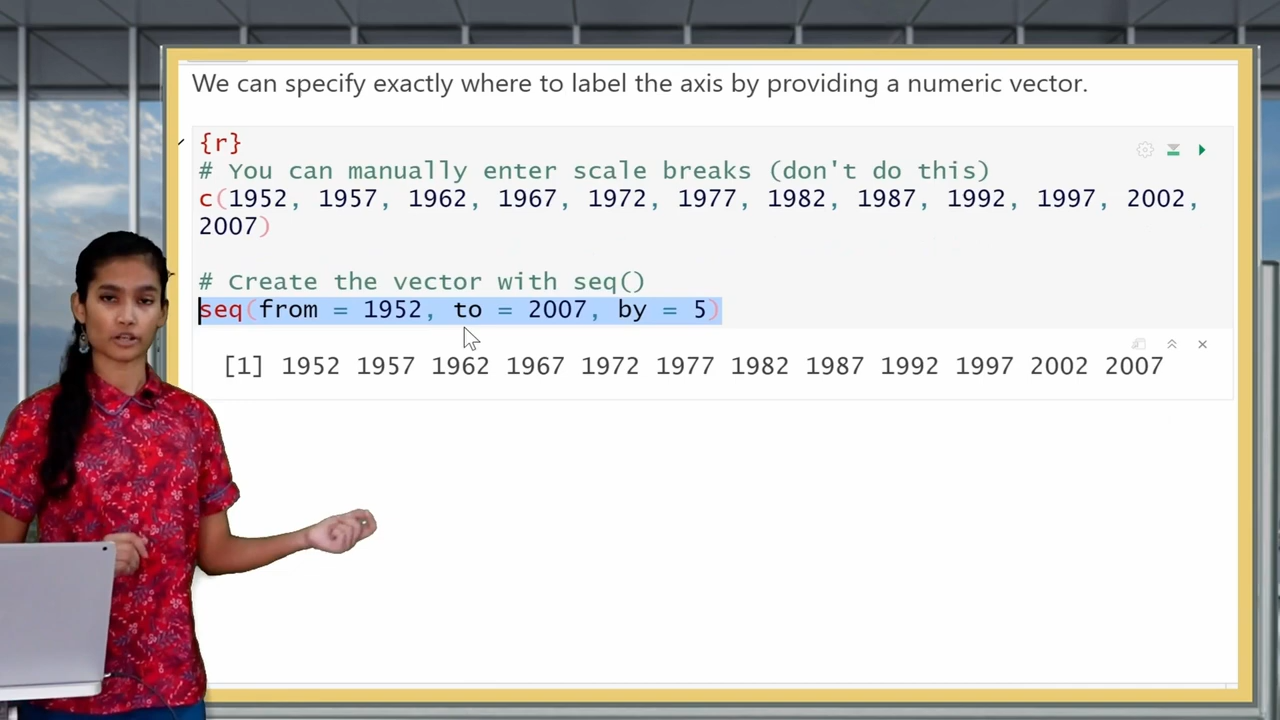 We can specify exactly where to label the axis by providing a numeric vector.
{r}
# You can manually enter scale breaks (don't do this)
c(1952, 1957, 1962, 1967, 1972, 1977, 1982, 1987, 1992, 1997, 2002,
2007)
# Create the vector with seq()
seq(from = 1952, to = 2007, by = 5)
[1] 1952 1957 1962 1967 1972 1977 1982 1987 1992 1997 2002 2007